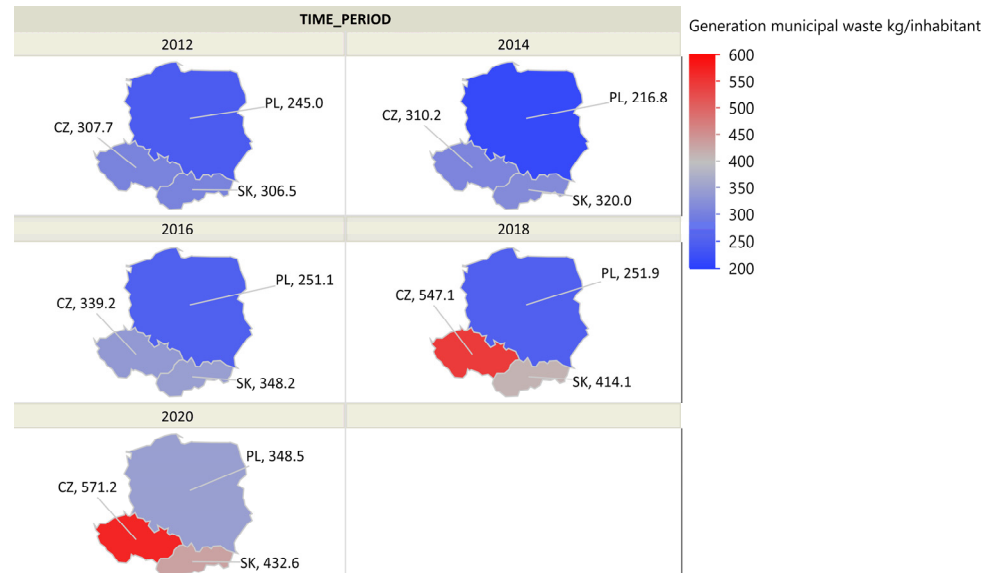 TIME_PERIOD
Generation municipal waste kg/inhabitant
2012
2014
PL, 245.0
CZ, 307.7
SK, 306.5
PL, 216.8
CZ, 310.2
SK, 320.0
600
550
500
450
400
350
300
250
200
2016
2018
PL, 251.1
CZ, 339.2
SK, 348.2
PL, 251.9
CZ, 547.1
SK, 414.1
2020
PL, 348.5
CZ, 571.2
SK, 432.6